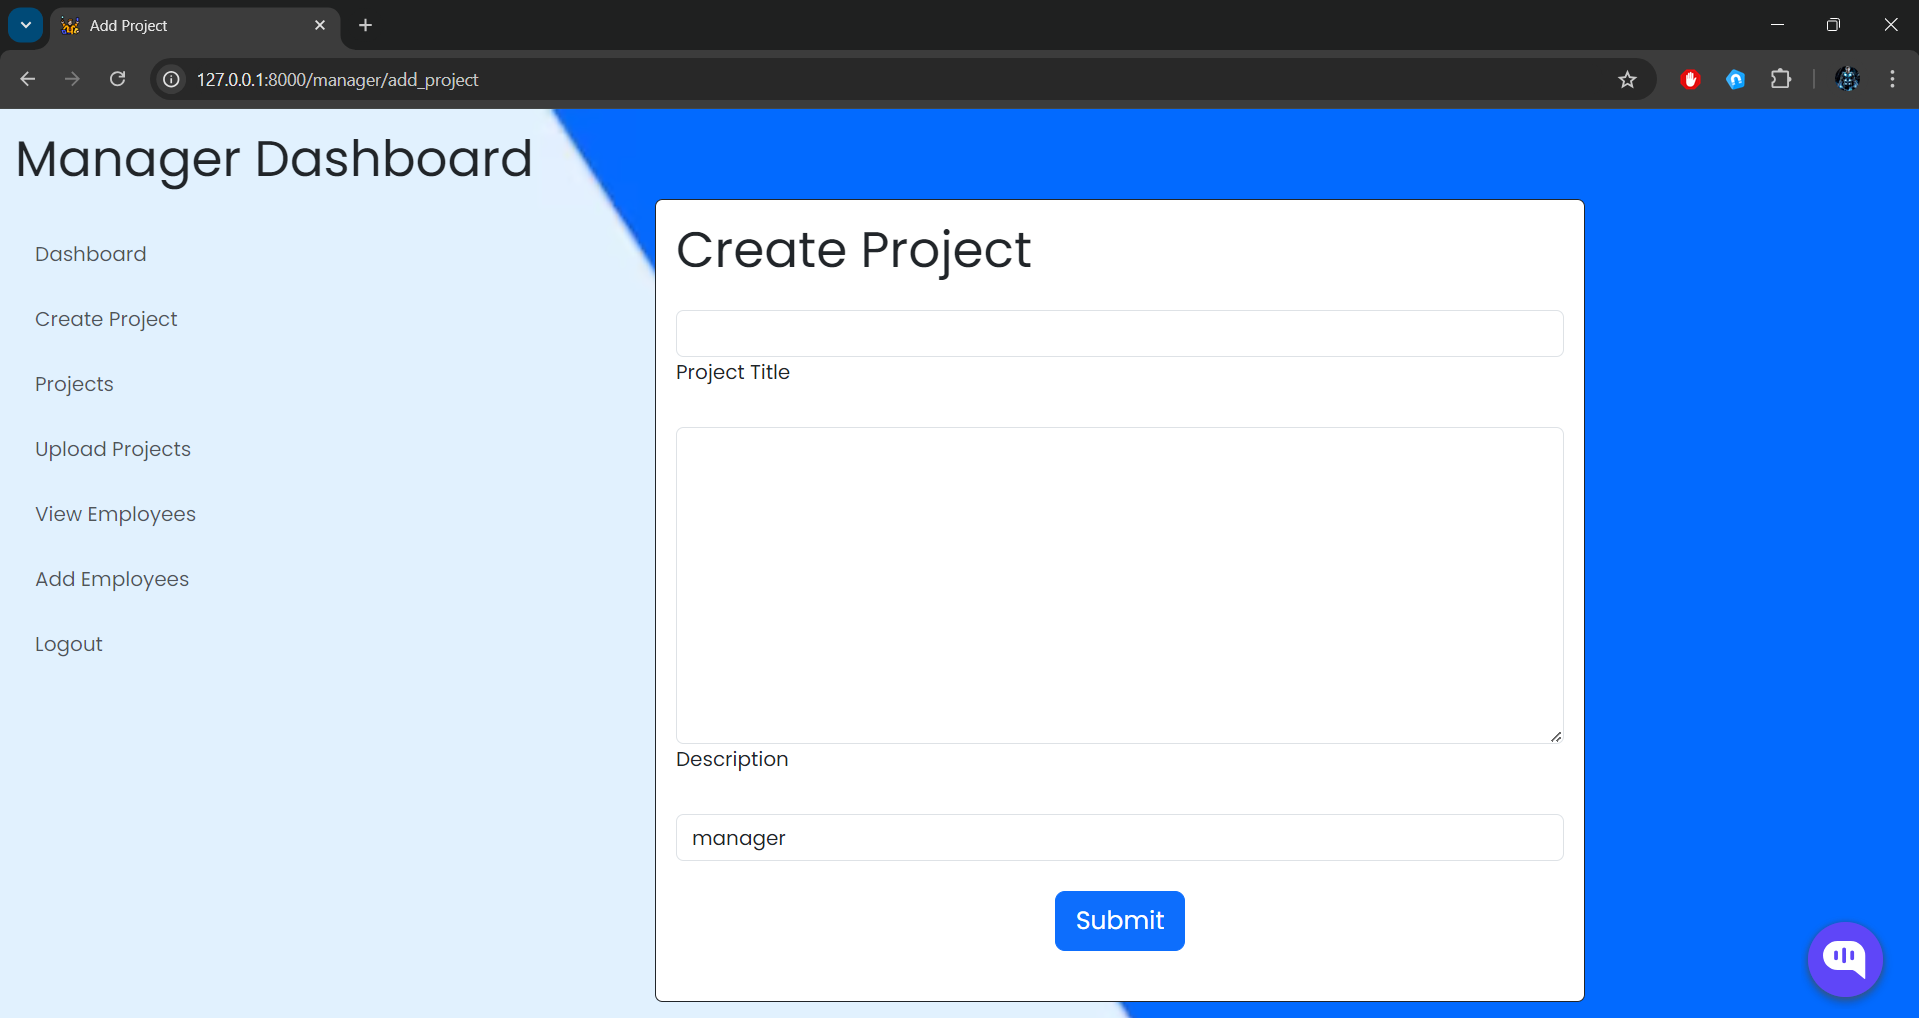 Add Project
127.0.0.1:8000/manager/add_project
Manager Dashboard
Dashboard
Create Project
Projects
Upload Projects
View Employees
Add Employees
Logout
Create Project
Project Title
Description
manager
Submit